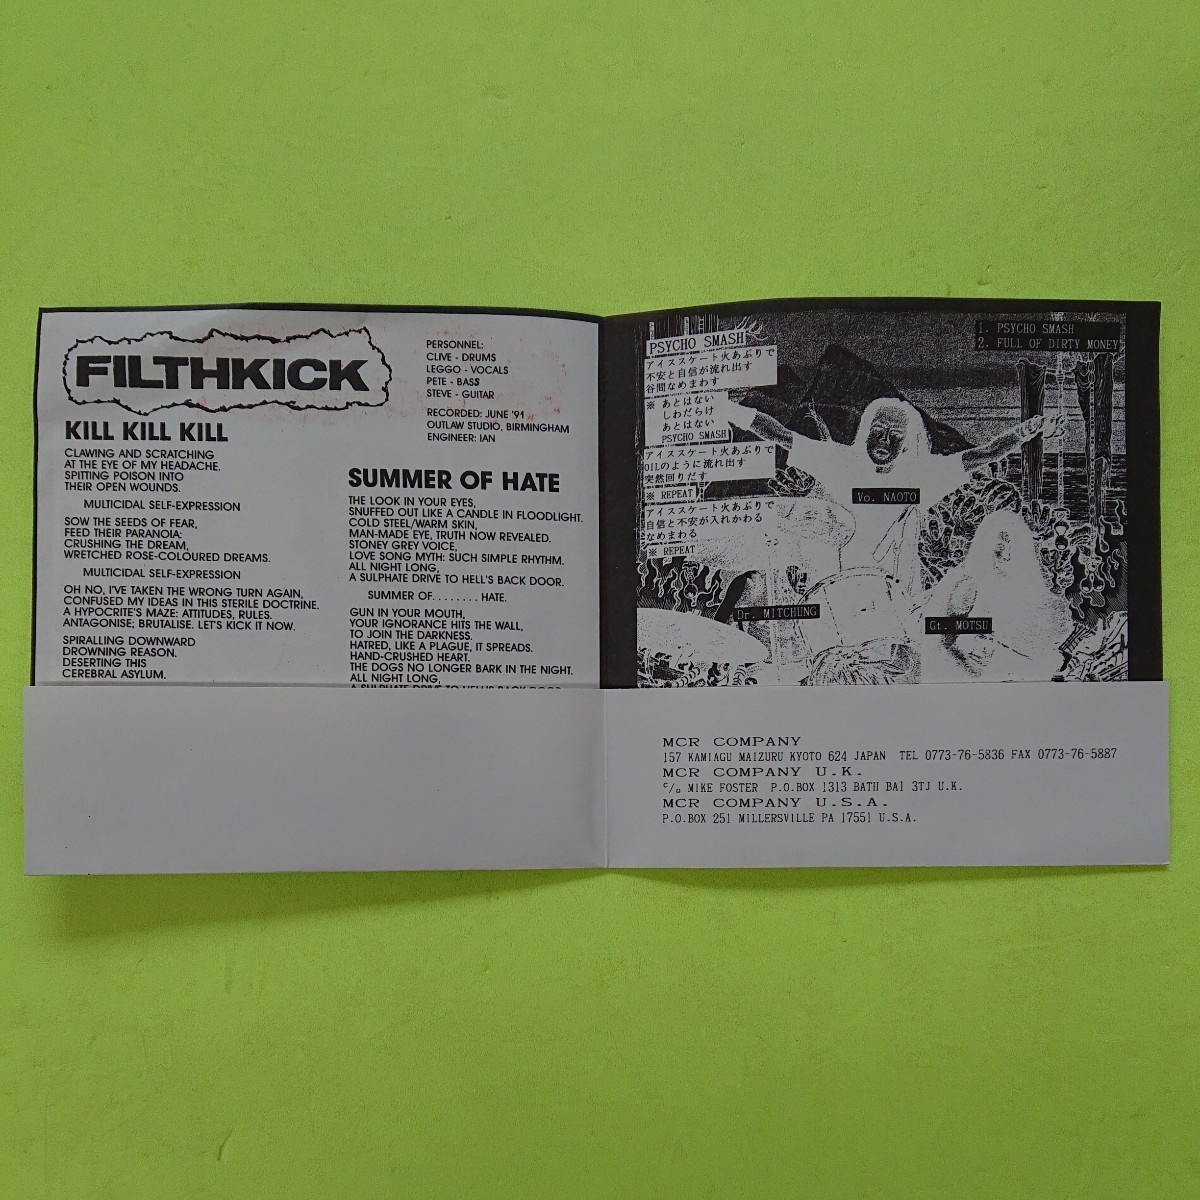 FILTHKICK
PERSONNEL:
CLIVE - DRUMS
LEGGO - VOCALS
PETE - BASS
STEVE - GUITAR
RECORDED: JUNE '91
OUTLAW STUDIO, BIRMINGHAM
ENGINEER: IAN
KILL KILL KILL
CLAWING AND SCRATCHING
AT THE EYE OF MY HEADACHE.
SPITING POISON INTO
THEIR OPEN WOUNDS.
MULTICIDAL SELF-EXPRESSION
SOW THE SEEDS OF FEAR,
FEED THEIR PARANOIA:
CRUSHING THE DREAM,
WRETCHED ROSE-COLOURED DREAMS.
MULTICIDAL SELF-EXPRESSION
OH NO, I'VE TAKEN THE WRONG TURN AGAIN,
CONFUSED MY IDEAS IN THIS STERILE DOCTRINE.
A HYPOCRITE'S MAZE: ATTITUDES, RULES.
ANTAGONISE; BRUTALISE. LET'S KICK IT NOW.
SPIRALLING DOWNWARD
DROWNING REASON.
DESERTING THIS
CEREBRAL ASYLUM.
SUMMER OF HATE
THE LOOK IN YOUR EYES,
SNUFFED OUT LIKE A CANDLE IN FLOODLIGHT.
COLD STEEL/WARM SKIN,
MAN-MADE EYE, TRUTH NOW REVEALED.
STONEY GREY VOICE,
LOVE SONG MYTH: SUCH SIMPLE RHYTHM,
ALL NIGHT LONG,
A SULPHATE DRIVE TO HELL'S BACK DOOR.
SUMMER OF........HATE.
GUN IN YOUR MOUTH,
YOUR IGNORANCE HITS THE WALL,
TO JOIN THE DARKNESS.
HATRED, LIKE A PLAGUE, IT SPREADS.
HAND-CRUSHED HEART.
THE DOGS NO LONGER BARK IN THE NIGHT.
ALL NIGHT LONG,
A SULPHATE DRIVE TO HELL'S BACK DOOR.
PSYCHO SMASH
アイススケート火あぶりで
不安と自信が流れ出す
谷間なめまわす
※ あとはない
しわだらけ
あとはない
PSYCHO SMASH
アイススケート火あぶりで
OILのように流れ出す
突然回りだす
※ REPEAT
アイススケート火あぶりで
自信と不安が入れかわる
なめまわる
※ REPEAT
1. PSYCHO SMASH
2. FULL OF DIRTY MONEY
Vo. NAOTO
Dr. MITCHUNG
Gt. MOTSU
MCR COMPANY
157 KAMIAGU MAIZURU KYOTO 624 JAPAN TEL 0773-76-5836 FAX 0773-76-5887
MCR COMPANY U.K.
c/o MIKE FOSTER P.O.BOX 1313 BATH BA1 3TJ U.K.
MCR COMPANY U.S.A.
P.O.BOX 251 MILLERSVILLE PA 17551 U.S.A.